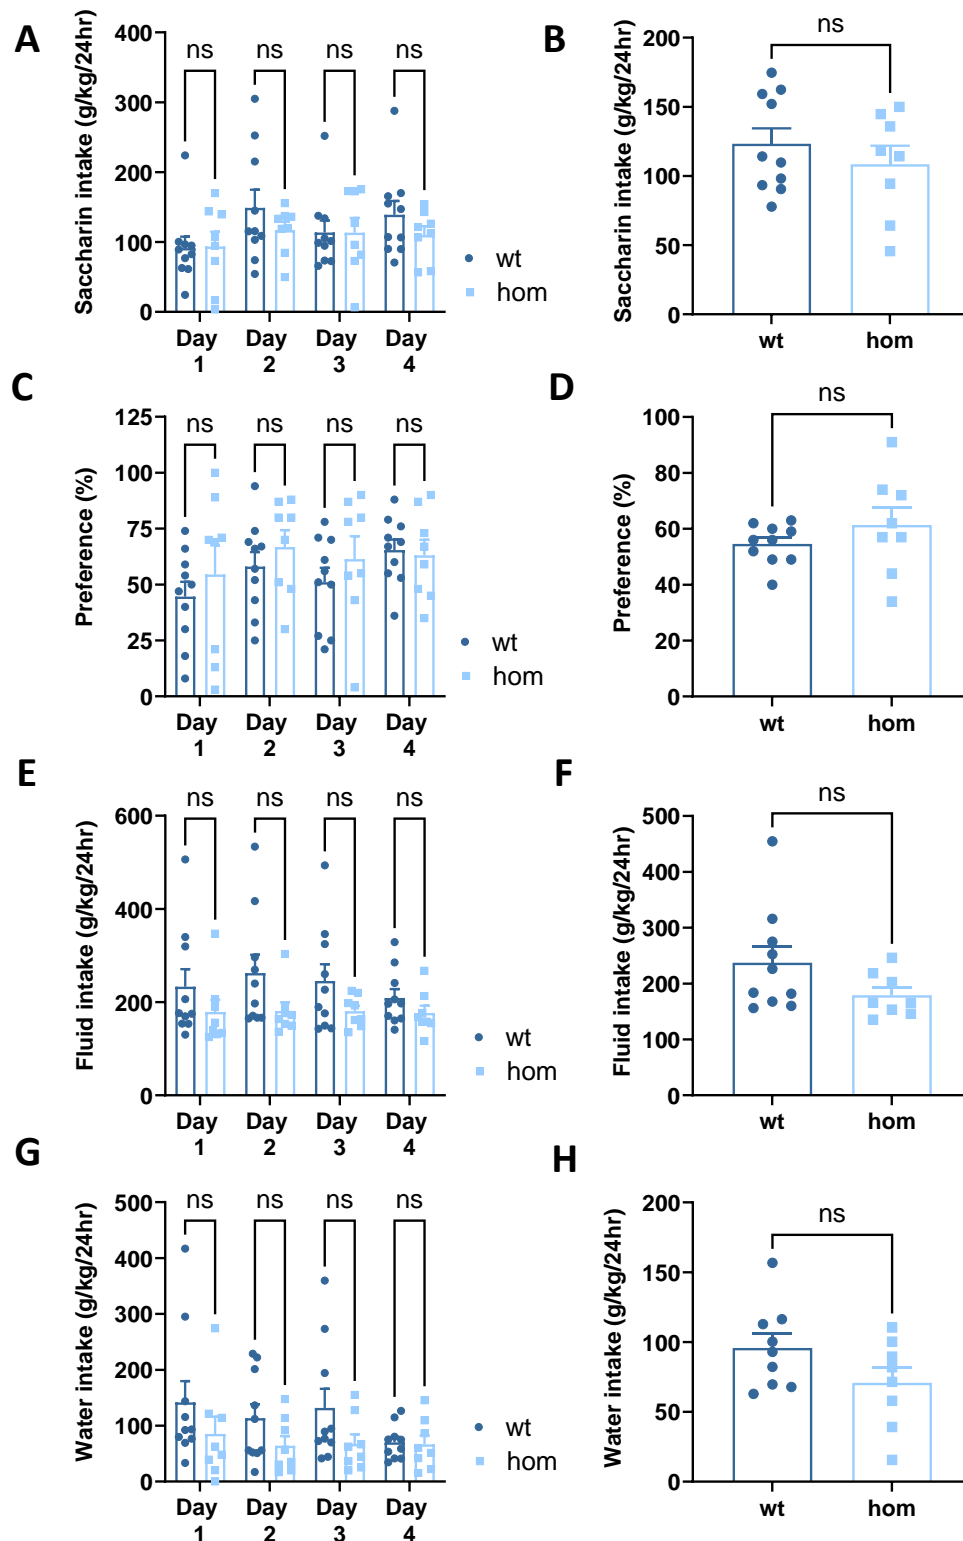 A
Saccharin intake (g/kg/24hr)
400
300
200
100
0
ns ns ns ns
Day 1 Day 2 Day 3 Day 4
wt
hom
B
Saccharin intake (g/kg/24hr)
200
150
100
50
0
ns
wt hom
C
Preference (%)
125
100
75
50
25
0
ns ns ns ns
Day 1 Day 2 Day 3 Day 4
wt
hom
D
Preference (%)
100
80
60
40
20
0
ns
wt hom
E
Fluid intake (g/kg/24hr)
600
400
200
0
ns ns ns ns
Day 1 Day 2 Day 3 Day 4
wt
hom
F
Fluid intake (g/kg/24hr)
500
400
300
200
100
0
ns
wt hom
G
Water intake (g/kg/24hr)
500
400
300
200
100
0
ns ns ns ns
Day 1 Day 2 Day 3 Day 4
wt
hom
H
Water intake (g/kg/24hr)
200
150
100
50
0
ns
wt hom